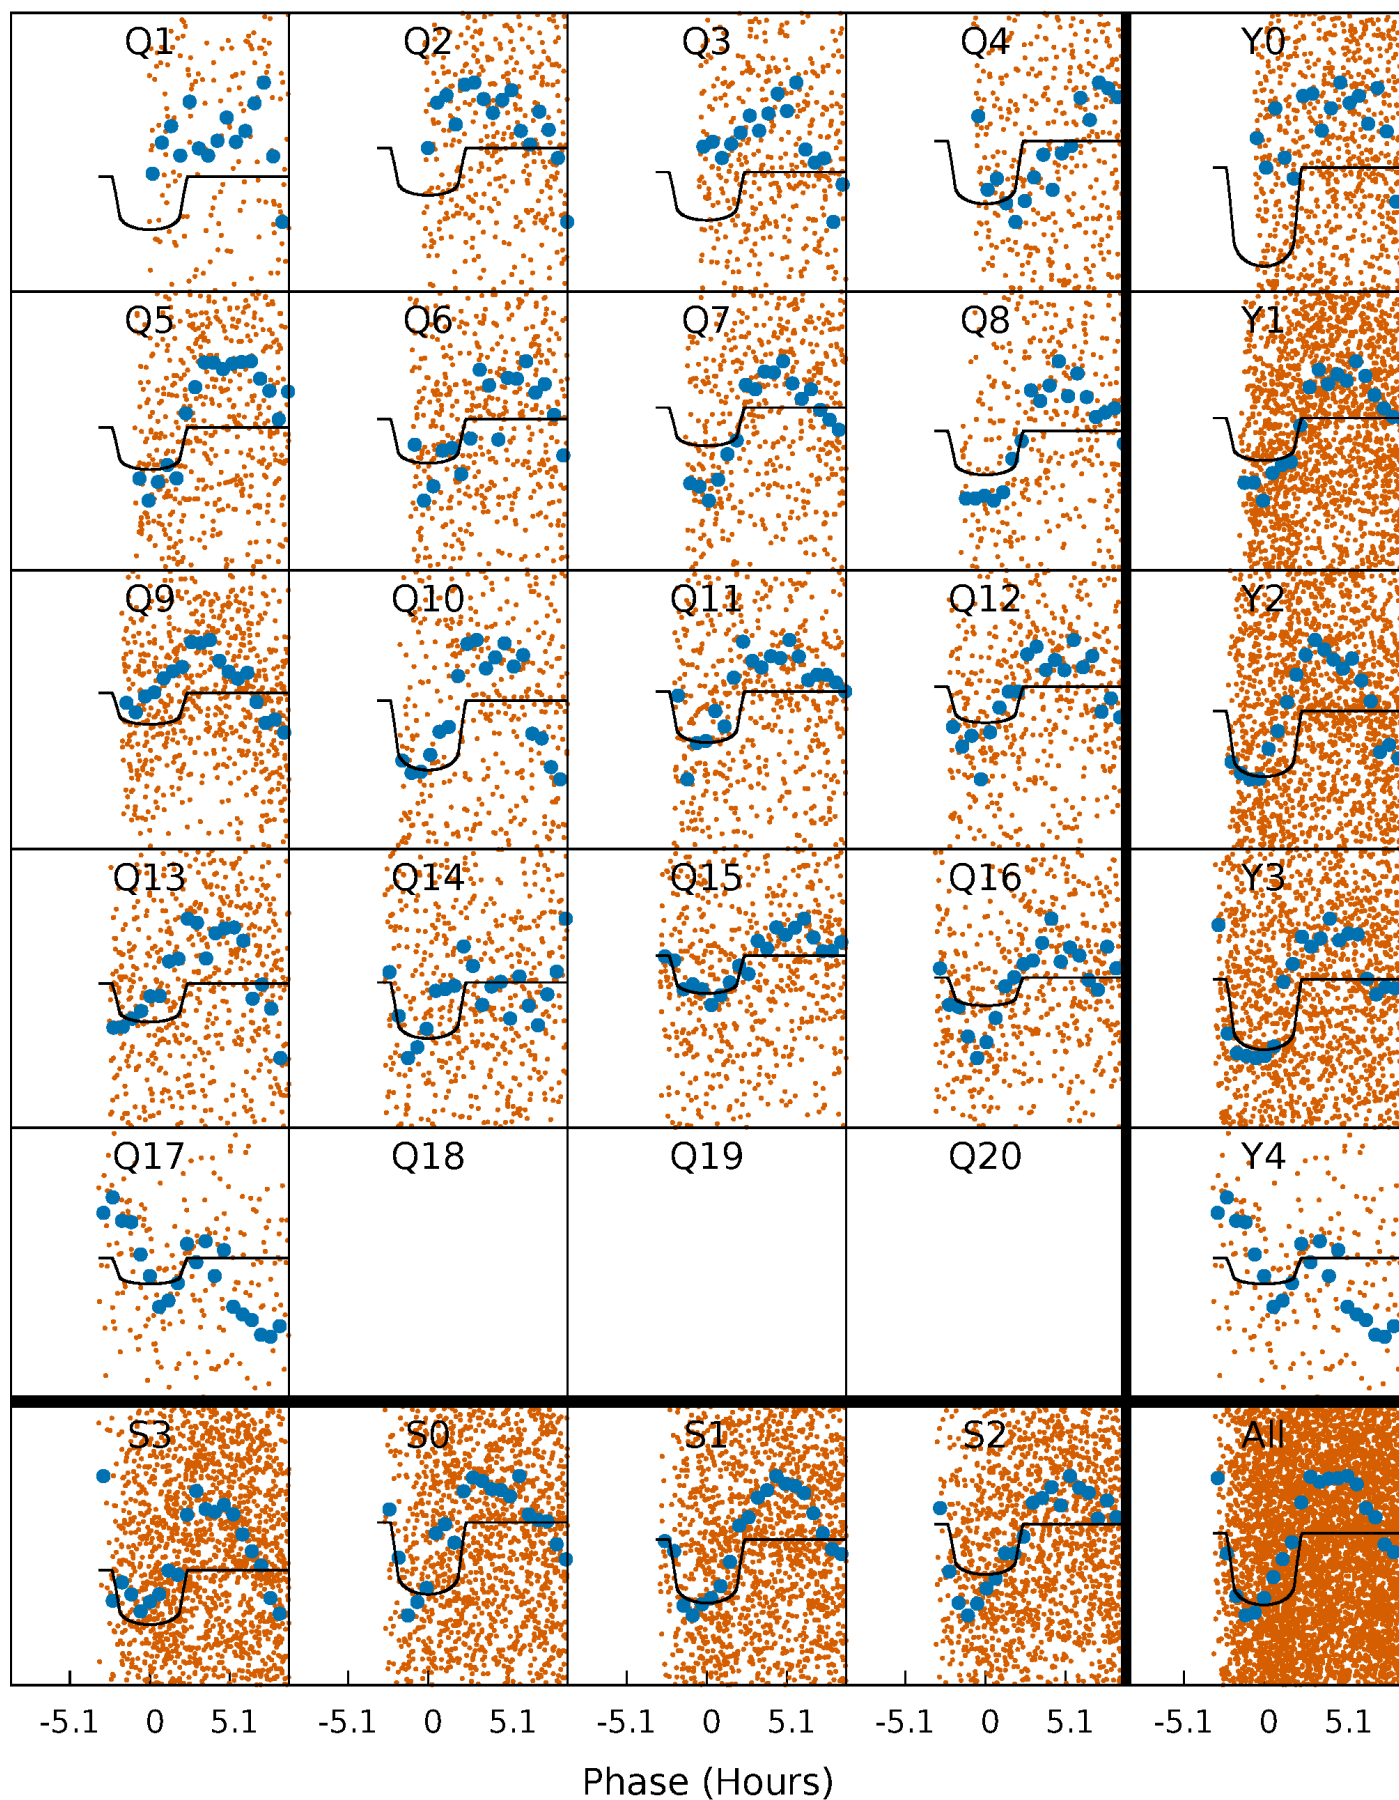 Q1 Q2 Q3 Q4 Y0
Q5 Q6 Q7 Q8 Y1
Q9 Q10 Q11 Q12 Y2
Q13 Q14 Q15 Q16 Y3
Q17 Q18 Q19 Q20 Y4
S3 S0 S1 S2 All
-5.1 0 5.1 -5.1 0 5.1 -5.1 0 5.1 -5.1 0 5.1 -5.1 0 5.1
Phase (Hours)